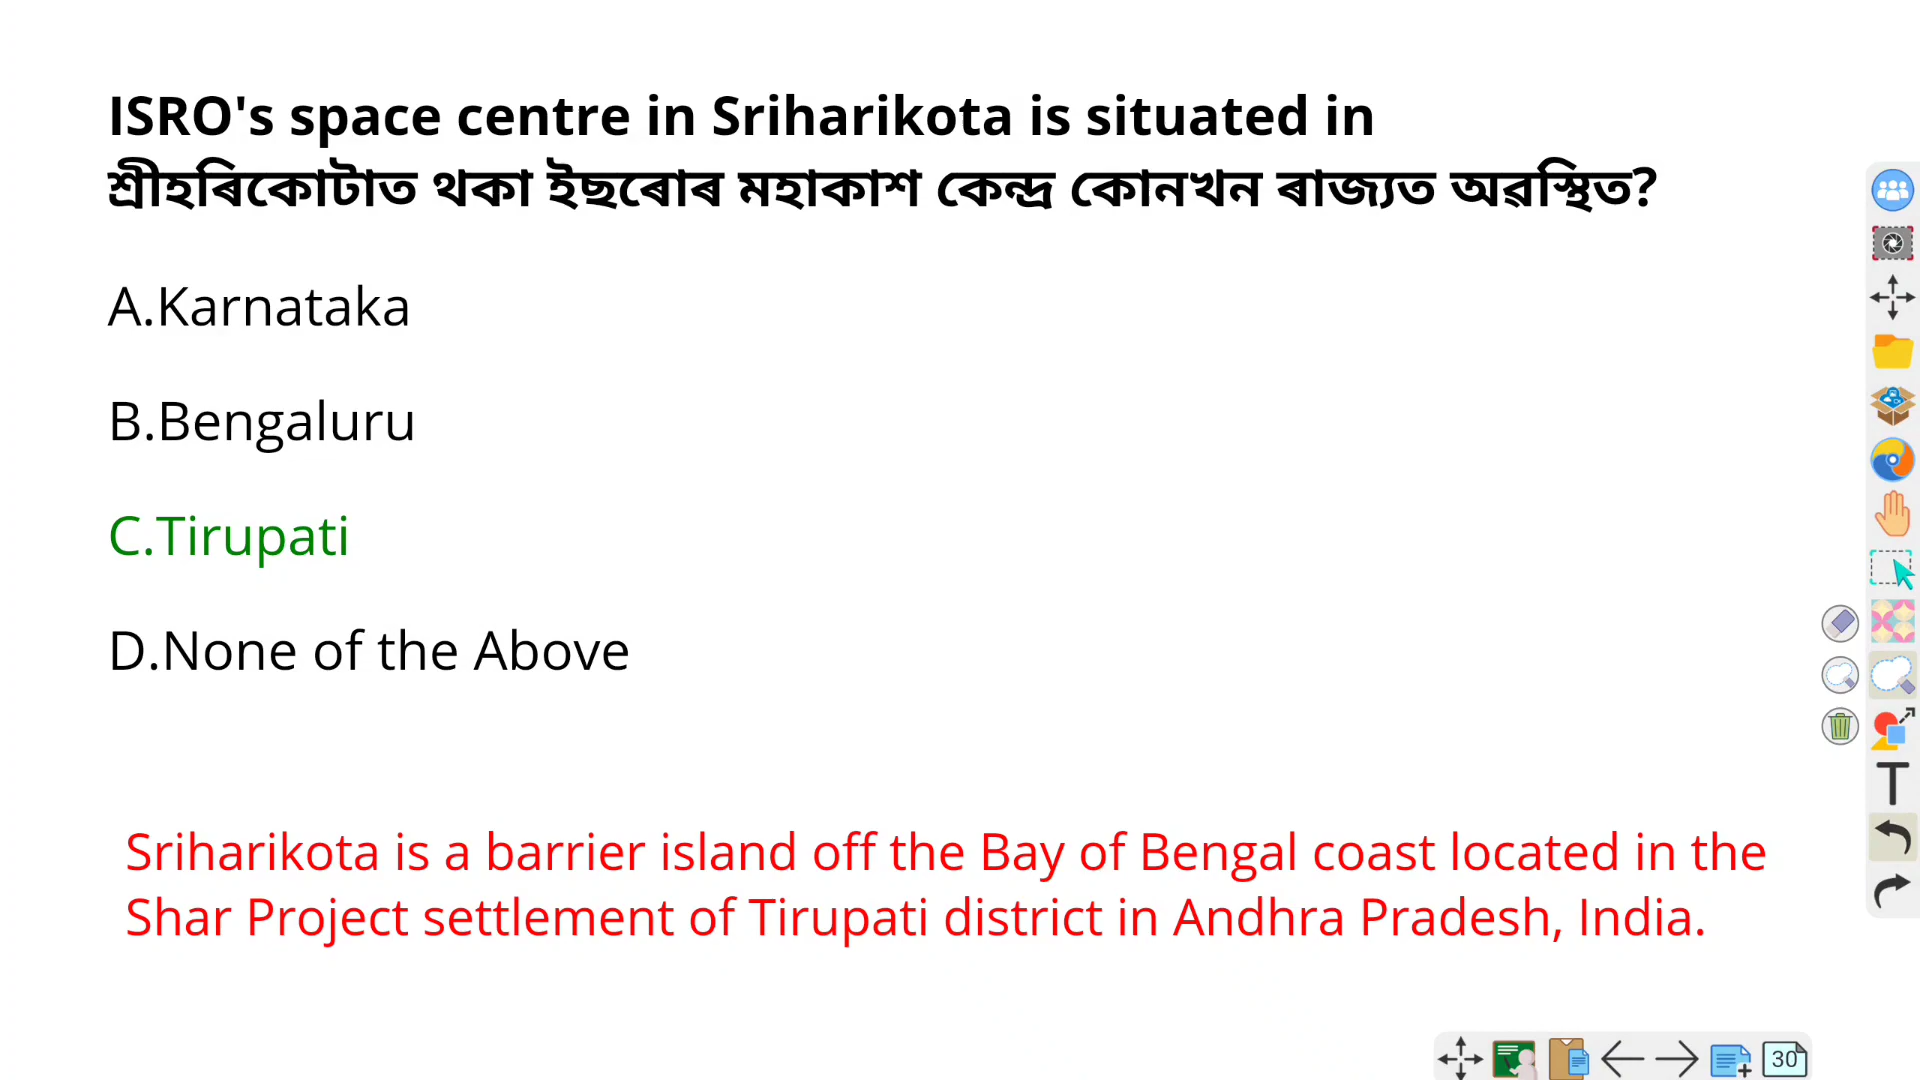 ISRO's space centre in Sriharikota is situated in
শ্ৰীহৰিকোটাত থকা ইছৰোৰ মহাকাশ কেন্দ্ৰ কোনখন ৰাজ্যত অৱস্থিত?
A.Karnataka
B.Bengaluru
C.Tirupati
D.None of the Above
Sriharikota is a barrier island off the Bay of Bengal coast located in the
Shar Project settlement of Tirupati district in Andhra Pradesh, India.
T
30